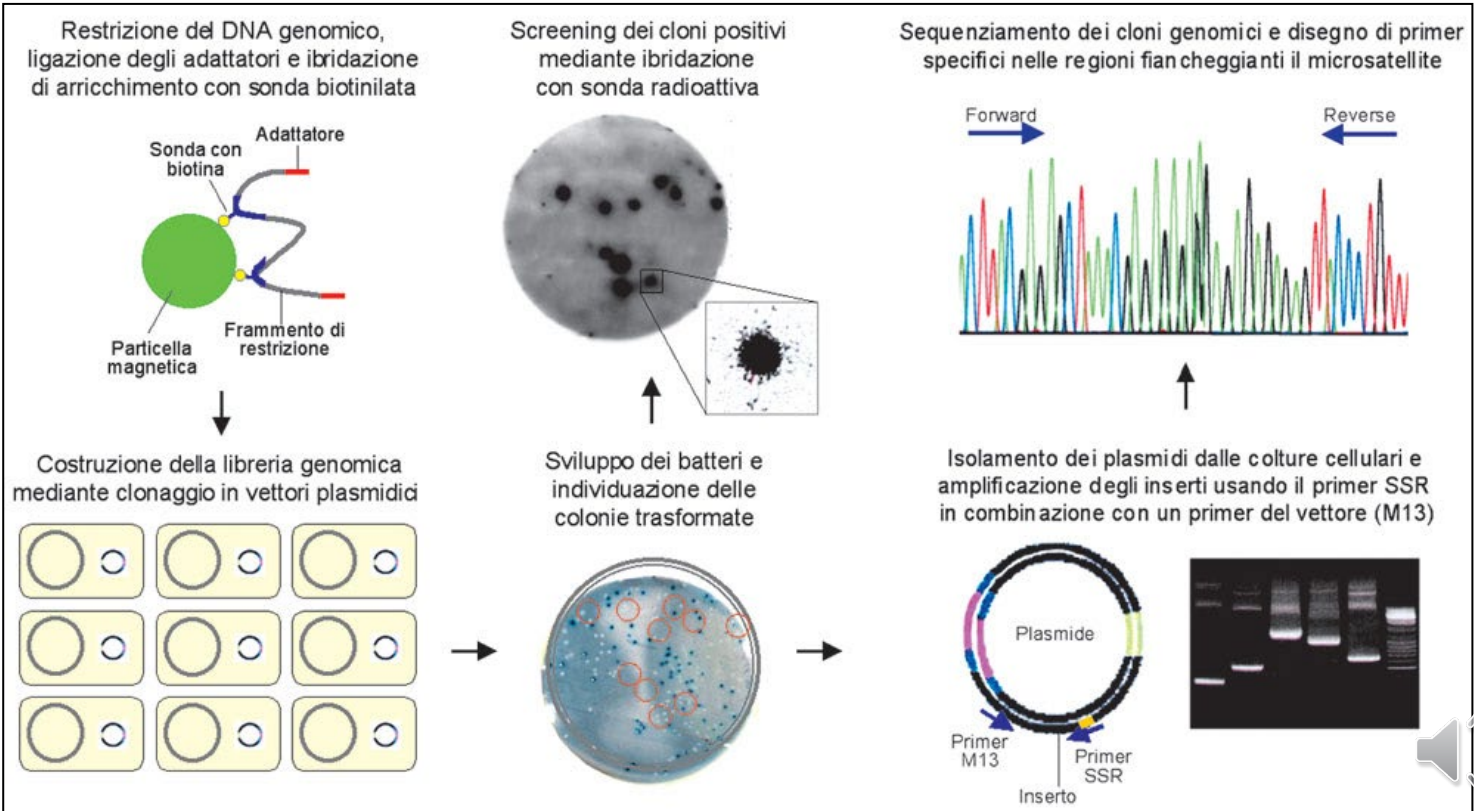 Restrizione del DNA genomico,
ligazione degli adattatori e ibridazione
di arricchimento con sonda biotinilata
Adattatore
Sonda con
biotina
Particella
magnetica
Frammento di
restrizione
Costruzione della libreria genomica
mediante clonaggio in vettori plasmidici
Screening dei cloni positivi
mediante ibridazione
con sonda radioattiva
Sviluppo dei batteri e
individuazione delle
colonie trasformate
Sequenziamento dei cloni genomici e disegno di primer
specifici nelle regioni fiancheggianti il microsatellite
Forward
Reverse
Isolamento dei plasmidi dalle colture cellulari e
amplificazione degli inserti usando il primer SSR
in combinazione con un primer del vettore (M13)
Plasmide
Primer
M13
Primer
SSR
Inserto